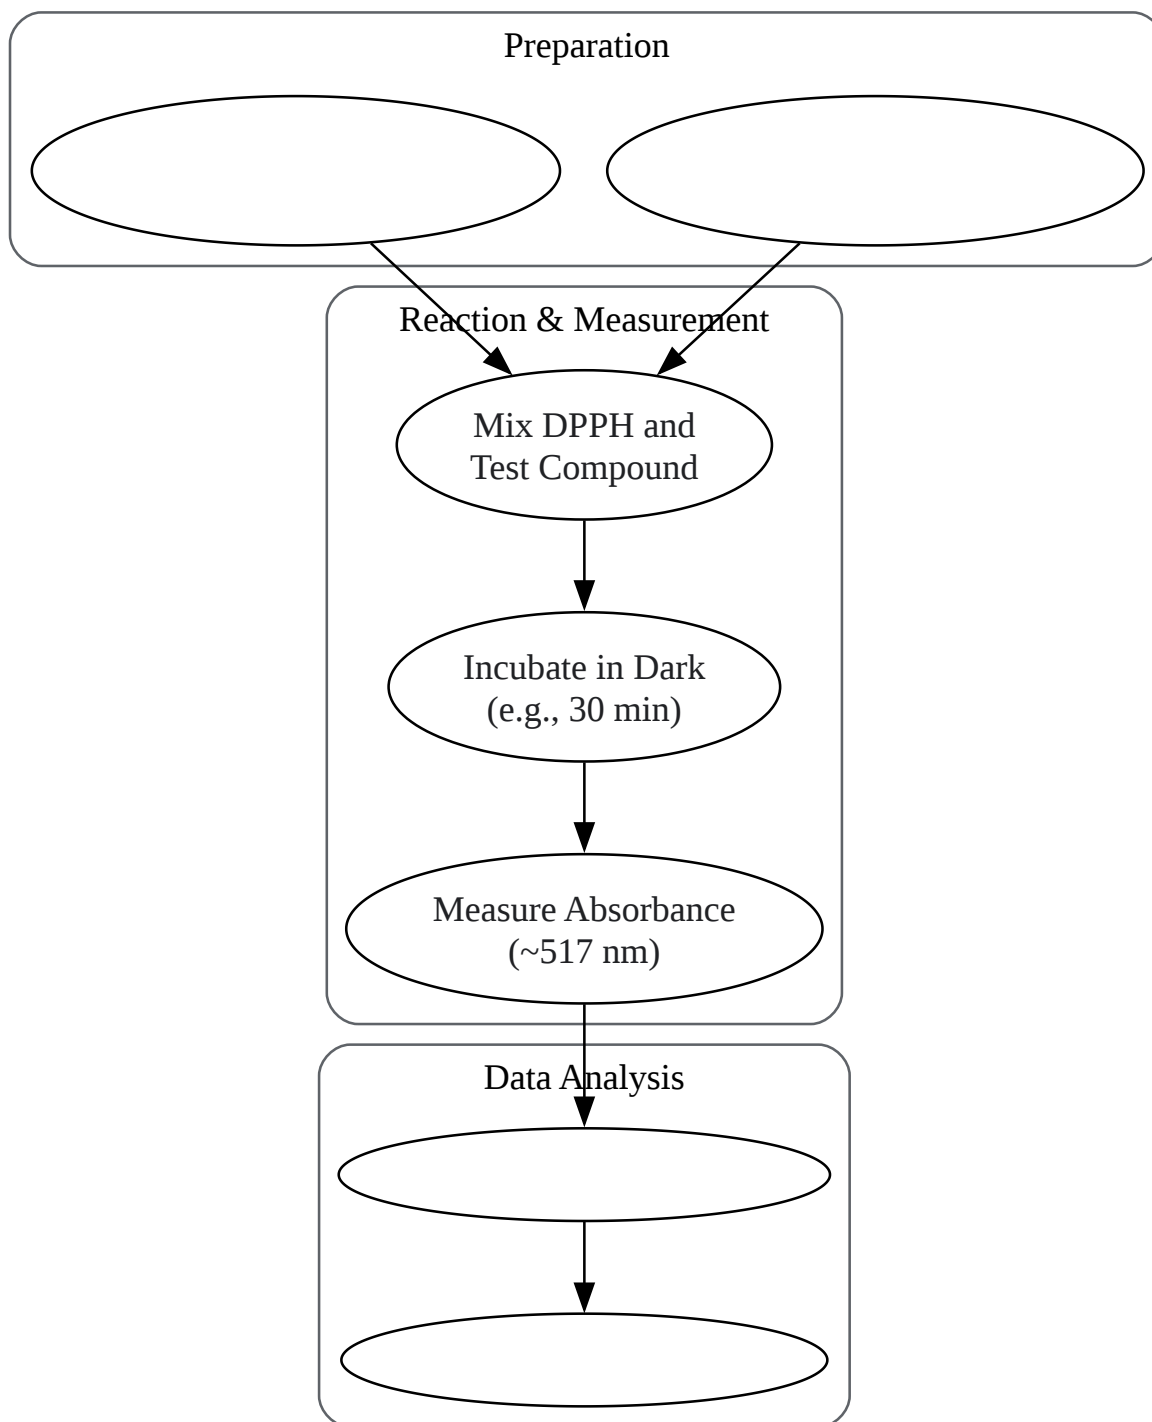 Preparation
Reaction & Measurement
Mix DPPH and
Test Compound
Incubate in Dark
(e.g., 30 min)
Measure Absorbance
(~517 nm)
Data Analysis